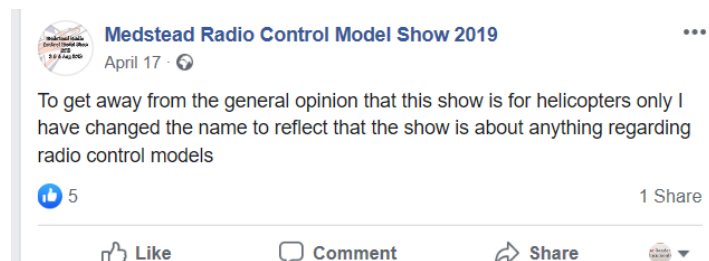 Medstead Radio Control Model Show 2019
April 17 ·
To get away from the general opinion that this show is for helicopters only I
have changed the name to reflect that the show is about anything regarding
radio control models
5
1 Share
Like
Comment
Share